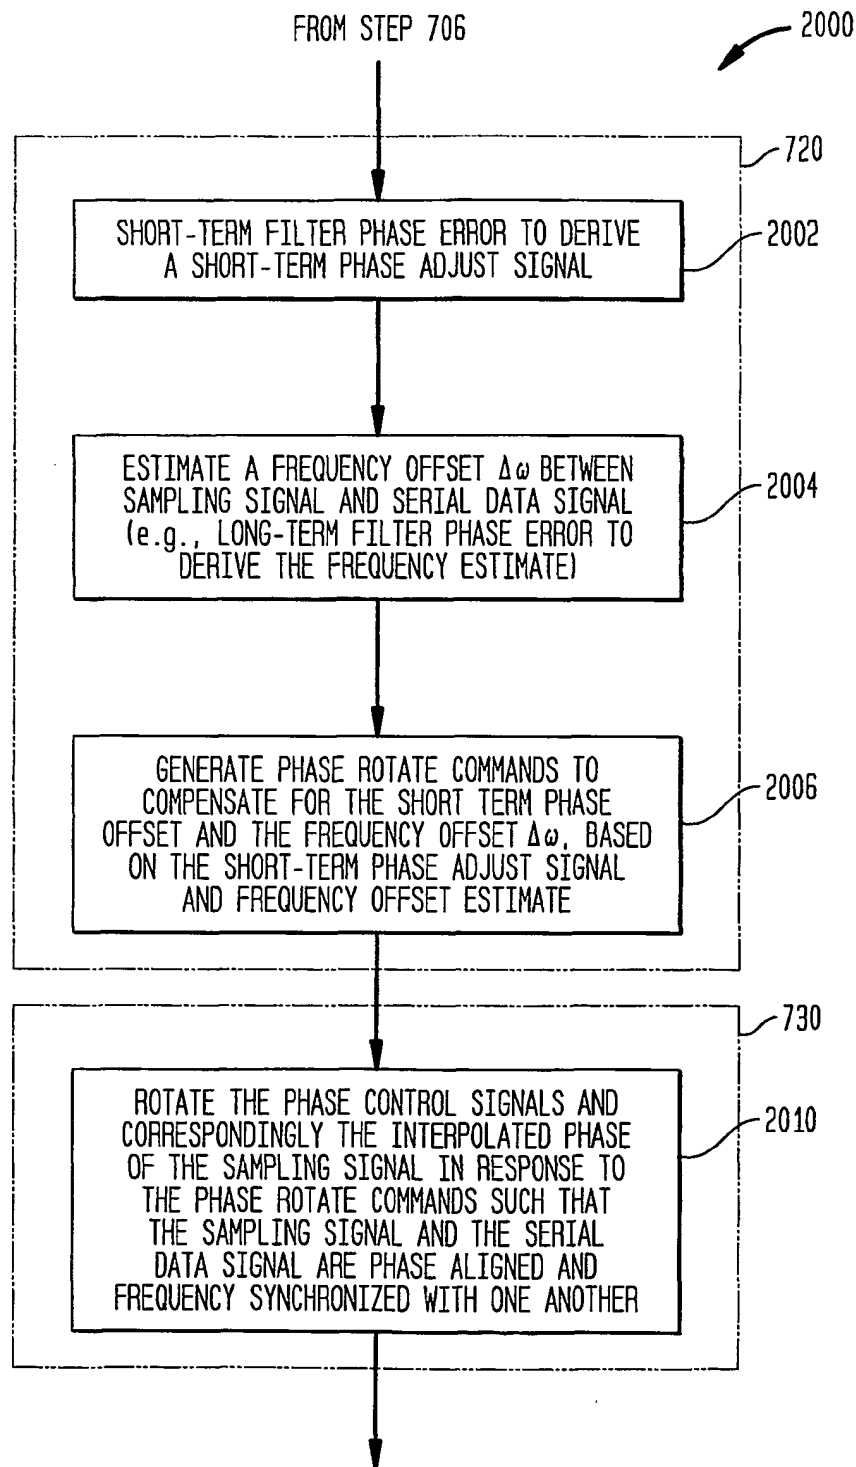 FROM STEP 706
2000
720
SHORT-TERM FILTER PHASE ERROR TO DERIVE
A SHORT-TERM PHASE ADJUST SIGNAL
2002
ESTIMATE A FREQUENCY OFFSET Δω BETWEEN
SAMPLING SIGNAL AND SERIAL DATA SIGNAL
(e.g., LONG-TERM FILTER PHASE ERROR TO
DERIVE THE FREQUENCY ESTIMATE)
2004
GENERATE PHASE ROTATE COMMANDS TO
COMPENSATE FOR THE SHORT TERM PHASE
OFFSET AND THE FREQUENCY OFFSET Δω, BASED
ON THE SHORT-TERM PHASE ADJUST SIGNAL
AND FREQUENCY OFFSET ESTIMATE
2006
730
ROTATE THE PHASE CONTROL SIGNALS AND
CORRESPONDINGLY THE INTERPOLATED PHASE
OF THE SAMPLING SIGNAL IN RESPONSE TO
THE PHASE ROTATE COMMANDS SUCH THAT
THE SAMPLING SIGNAL AND THE SERIAL
DATA SIGNAL ARE PHASE ALIGNED AND
FREQUENCY SYNCHRONIZED WITH ONE ANOTHER
2010